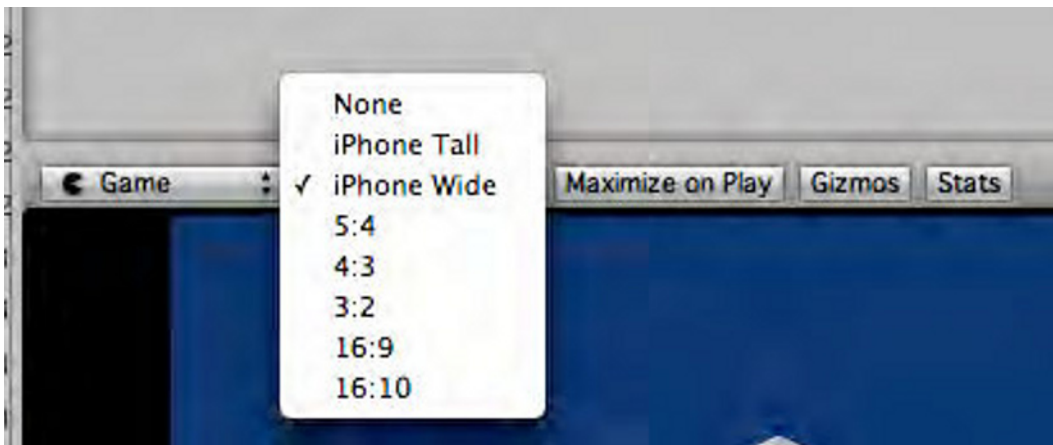 None
iPhone Tall
✓ iPhone Wide
5:4
4:3
3:2
16:9
16:10
Game
Maximize on Play
Gizmos
Stats